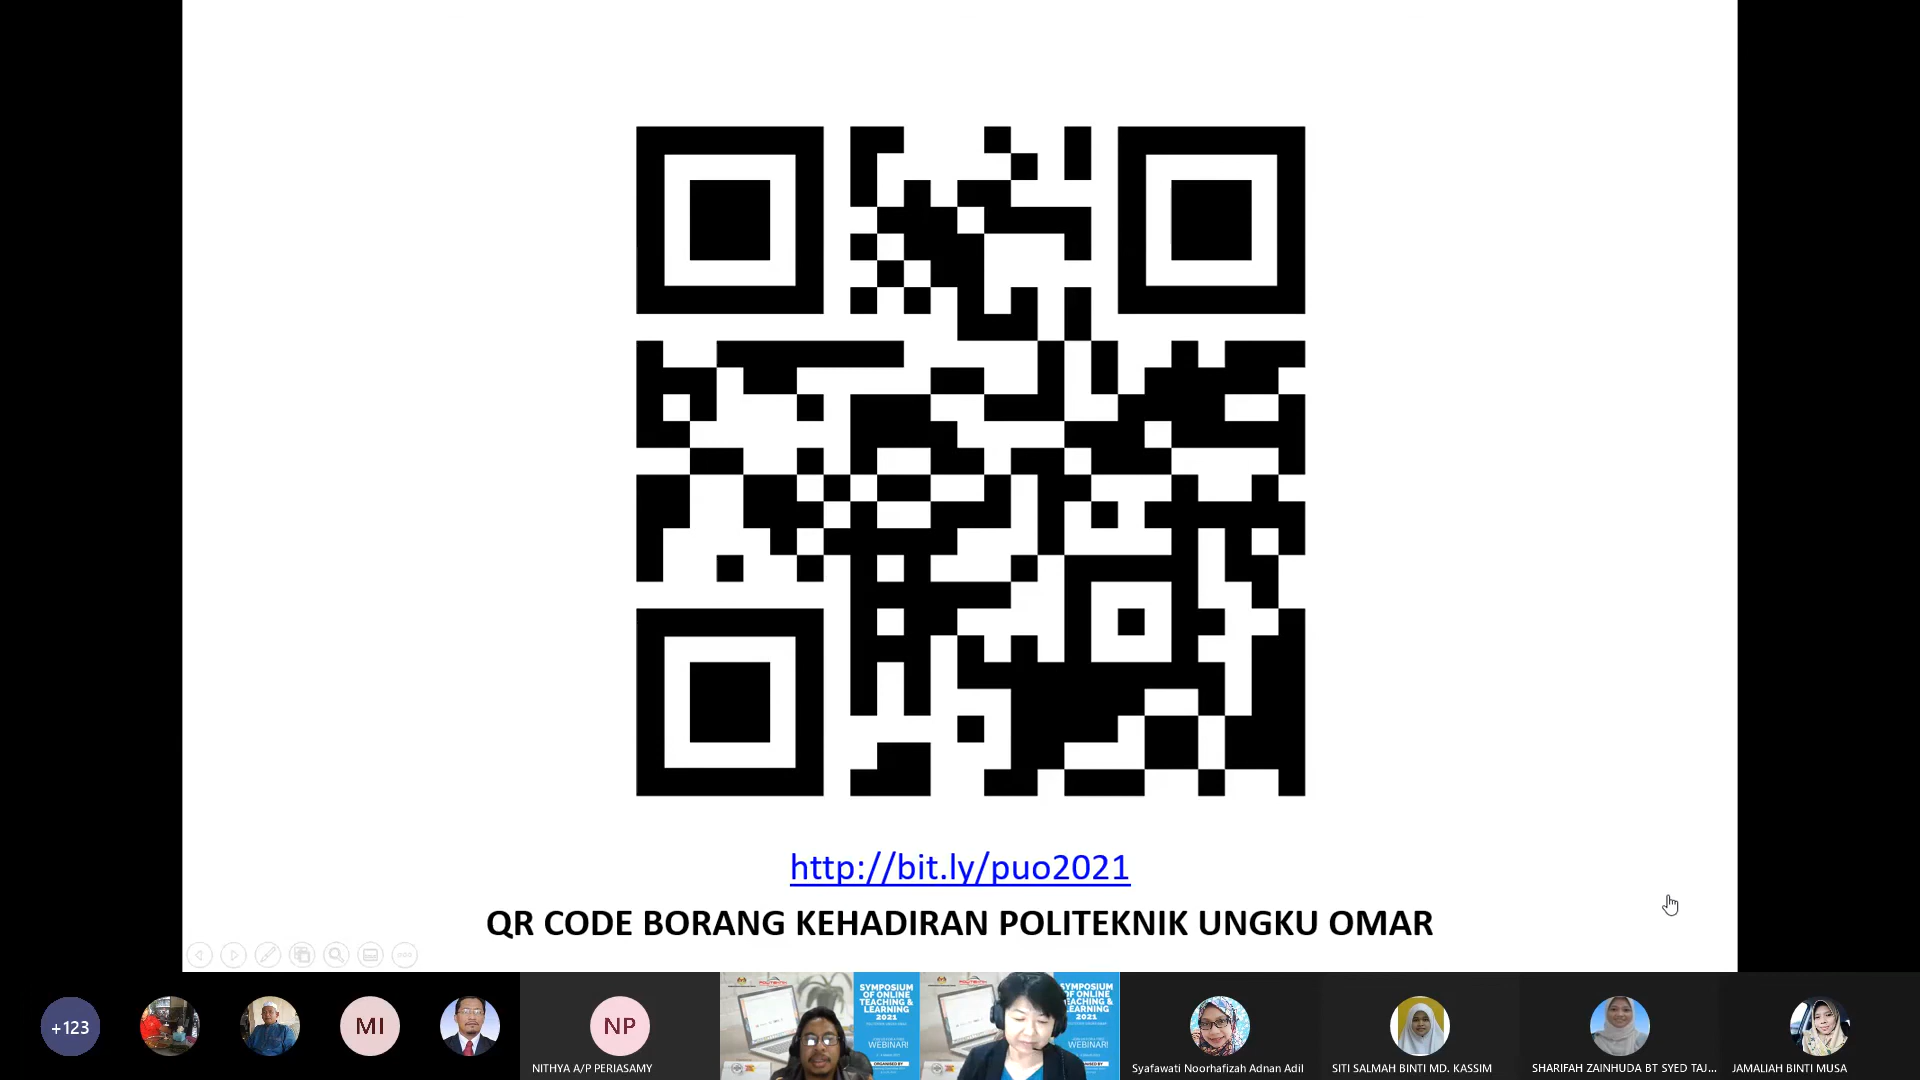 http://bit.ly/puo2021
QR CODE BORANG KEHADIRAN POLITEKNIK UNGKU OMAR
+123
MI
NP
NITHYA A/P PERIASAMY
SYMPOSIUM
OF ONLINE
TEACHING &
LEARNING
2021
WEBINAR!
SYMPOSIUM
OF ONLINE
TEACHING &
LEARNING
2021
WEBINAR!
Syafawati Noorhafizah Adnan Adil
SITI SALMAH BINTI MD. KASSIM
SHARIFAH ZAINHUDA BT SYED TAJ...
JAMALIAH BINTI MUSA